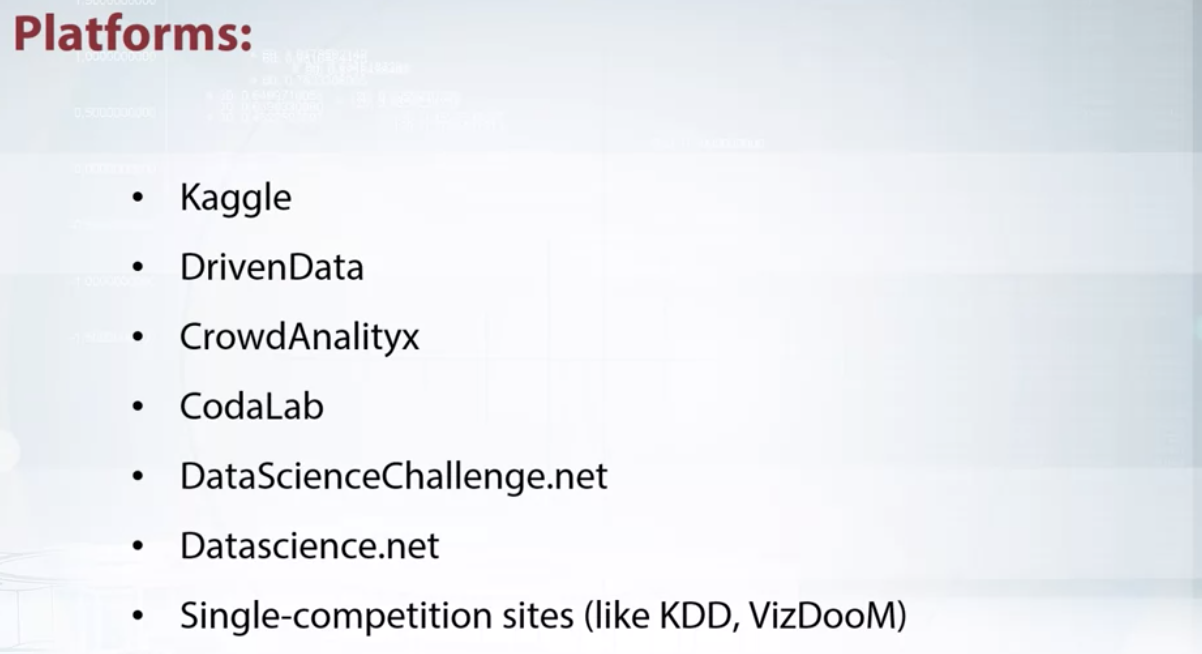 Platforms:
• Kaggle
• DrivenData
• CrowdAnalityx
• CodaLab
• DataScienceChallenge.net
• Datascience.net
• Single-competition sites (like KDD, VizDooM)